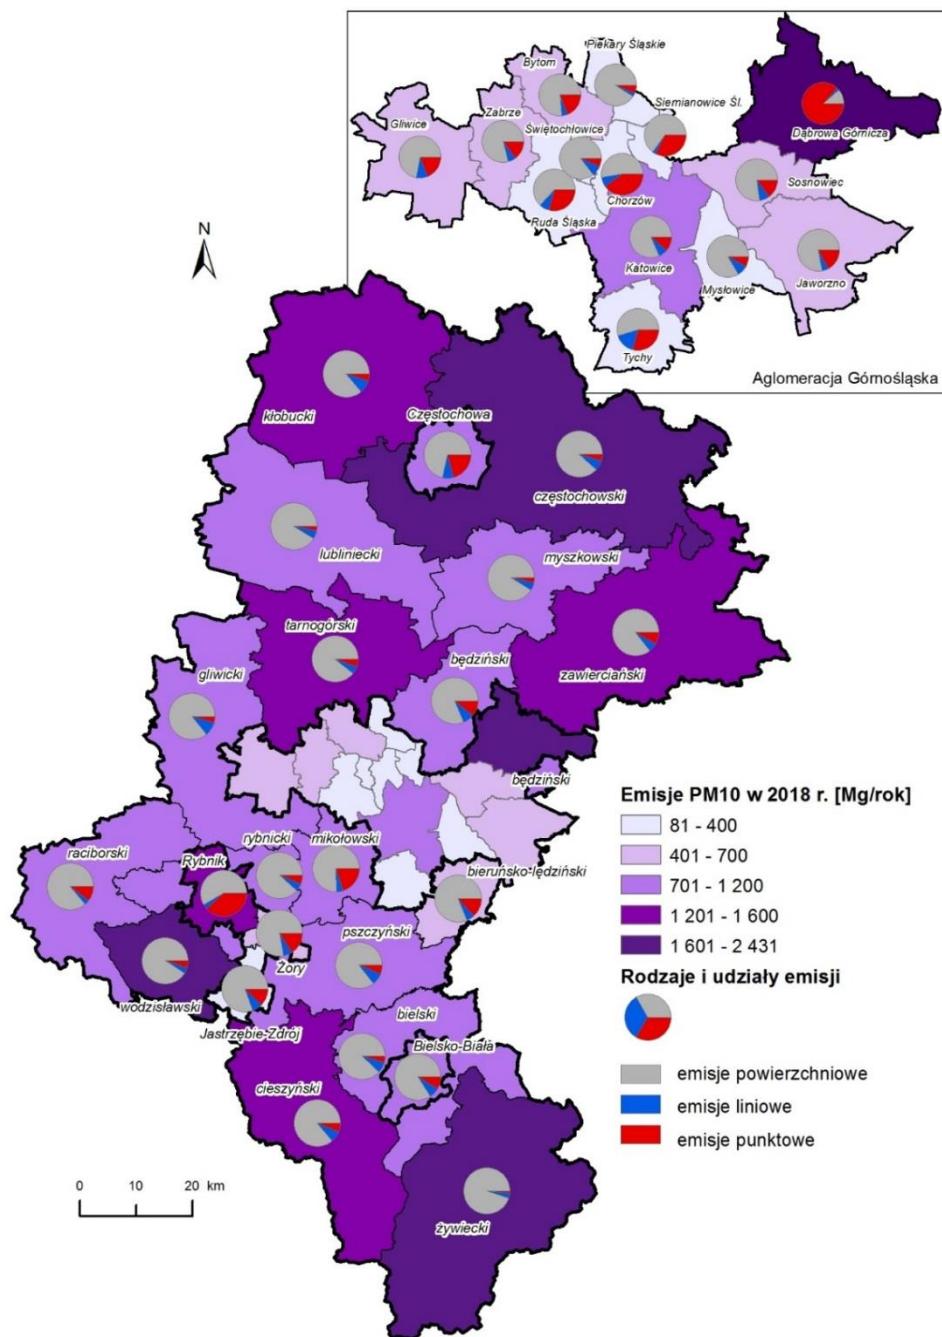 Piekary Śląskie
Bytom
Zabrze
Siemianowice Śl.
Gliwice
Świętochłowice
Dąbrowa Górnicza
Sosnowiec
Chorzów
Ruda Śląska
Katowice
Mysłowice
Jaworzno
Tychy
Aglomeracja Górnośląska
N
kłobucki
Częstochowa
częstochowski
lubliniecki
myszkowski
tarnogórski
zawierciański
będziński
gliwicki
będziński
Emisje PM10 w 2018 r. [Mg/rok]
81 - 400
401 - 700
701 - 1 200
1 201 - 1 600
1 601 - 2 431
rybnicki
mikołowski
raciborski
Rybnik
bieruńsko-lędziński
pszczyński
Żory
wodzisławski
Jastrzębie-Zdrój
bielski
Bielsko-Biała
cieszyński
żywiecki
Rodzaje i udziały emisji
emisje powierzchniowe
emisje liniowe
emisje punktowe
0 10 20 km